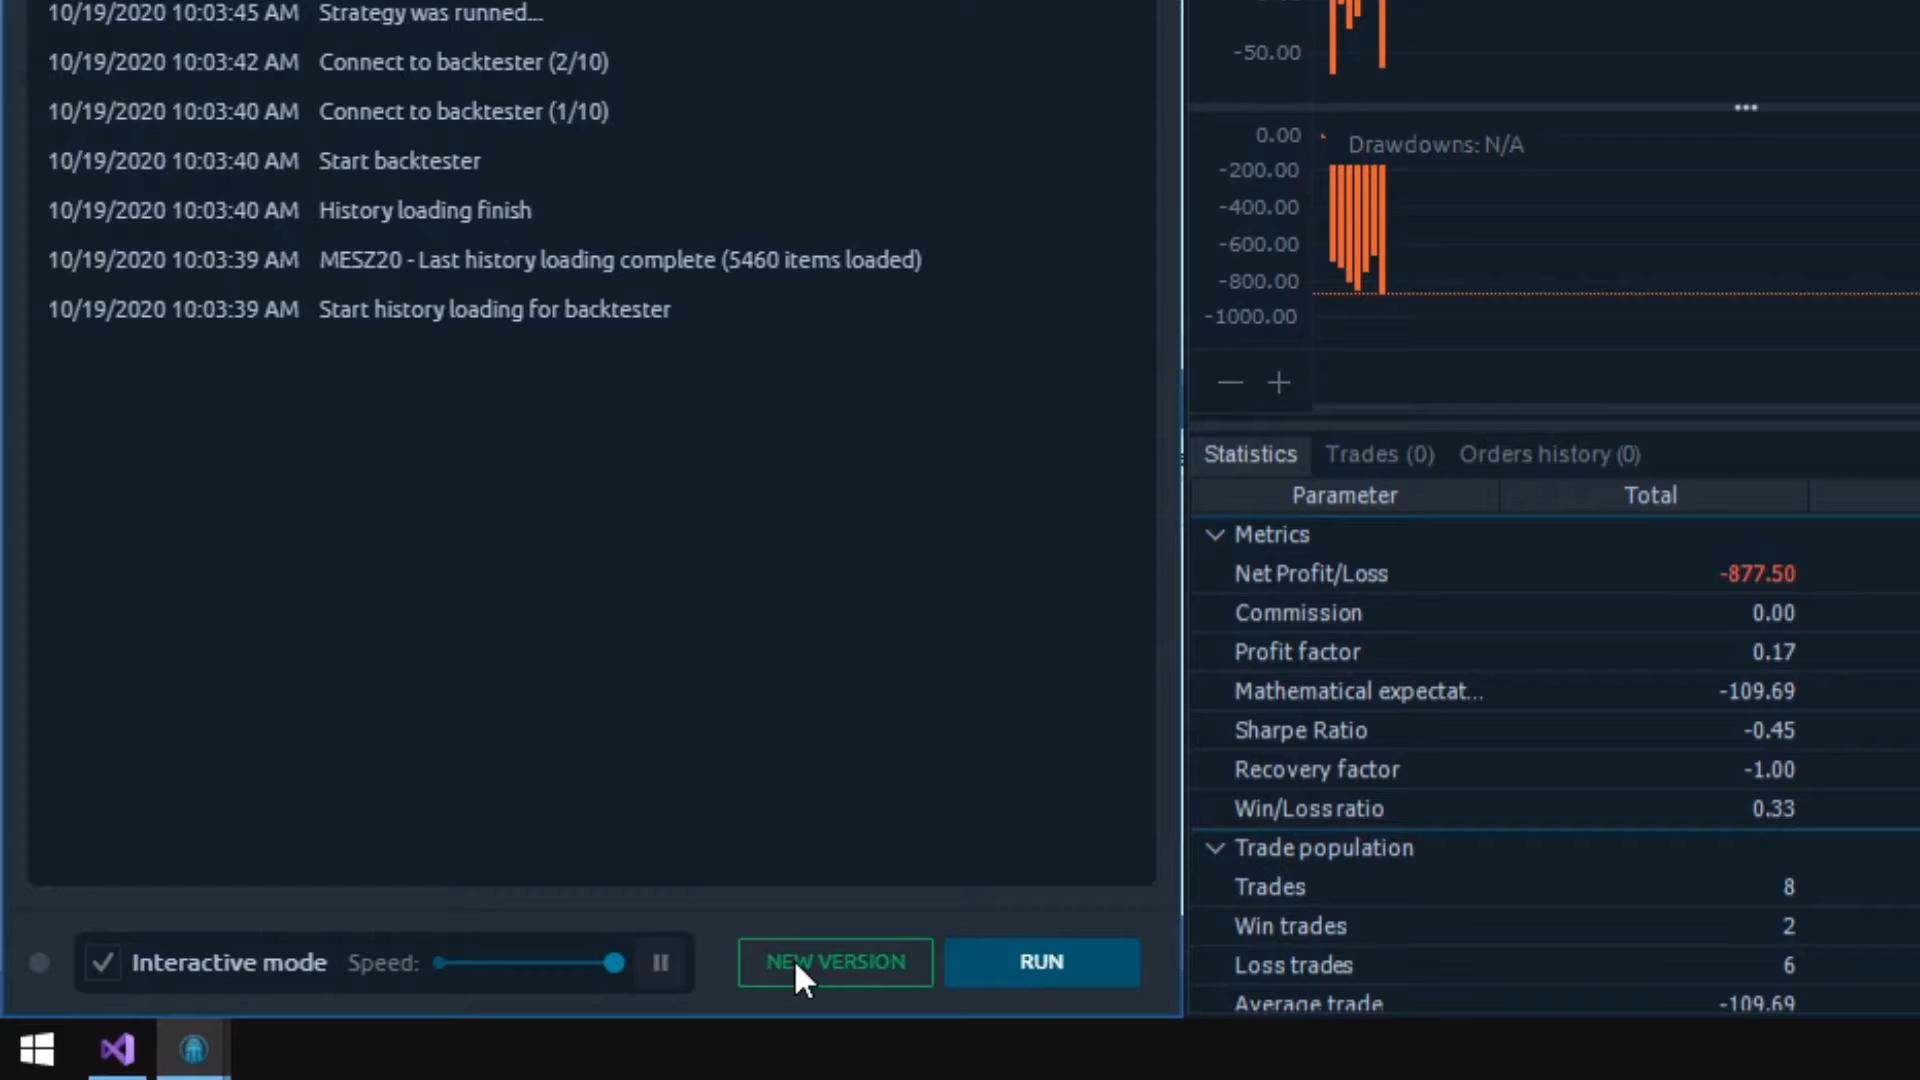 10/19/2020 10:03:45 AM Strategy was runned...
10/19/2020 10:03:42 AM Connect to backtester (2/10)
10/19/2020 10:03:40 AM Connect to backtester (1/10)
10/19/2020 10:03:40 AM Start backtester
10/19/2020 10:03:40 AM History loading finish
10/19/2020 10:03:39 AM MESZ20 - Last history loading complete (5460 items loaded)
10/19/2020 10:03:39 AM Start history loading for backtester
Interactive mode Speed:
NEW VERSION
RUN
-50.00
0.00
Drawdowns: N/A
-200.00
-400.00
-600.00
-800.00
-1000.00
Statistics Trades (0) Orders history (0)
Parameter Total
Metrics
Net Profit/Loss -877.50
Commission 0.00
Profit factor 0.17
Mathematical expectat... -109.69
Sharpe Ratio -0.45
Recovery factor -1.00
Win/Loss ratio 0.33
Trade population
Trades 8
Win trades 2
Loss trades 6
Average trade -109.69